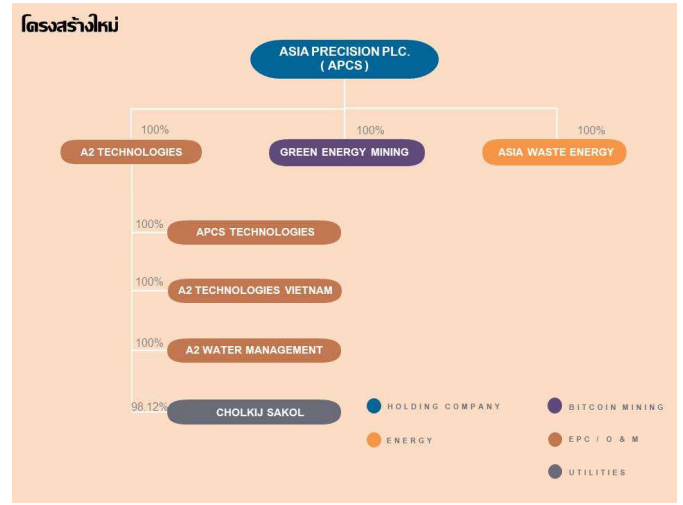 โครงสร้างใหม่
ASIA PRECISION PLC.
( APCS )
100%
100%
100%
A2 TECHNOLOGIES
GREEN ENERGY MINING
ASIA WASTE ENERGY
100%
APCS TECHNOLOGIES
100%
A2 TECHNOLOGIES VIETNAM
100%
A2 WATER MANAGEMENT
98.12%
CHOLKIJ SAKOL
HOLDING COMPANY
BITCOIN MINING
ENERGY
EPC / O & M
UTILITIES